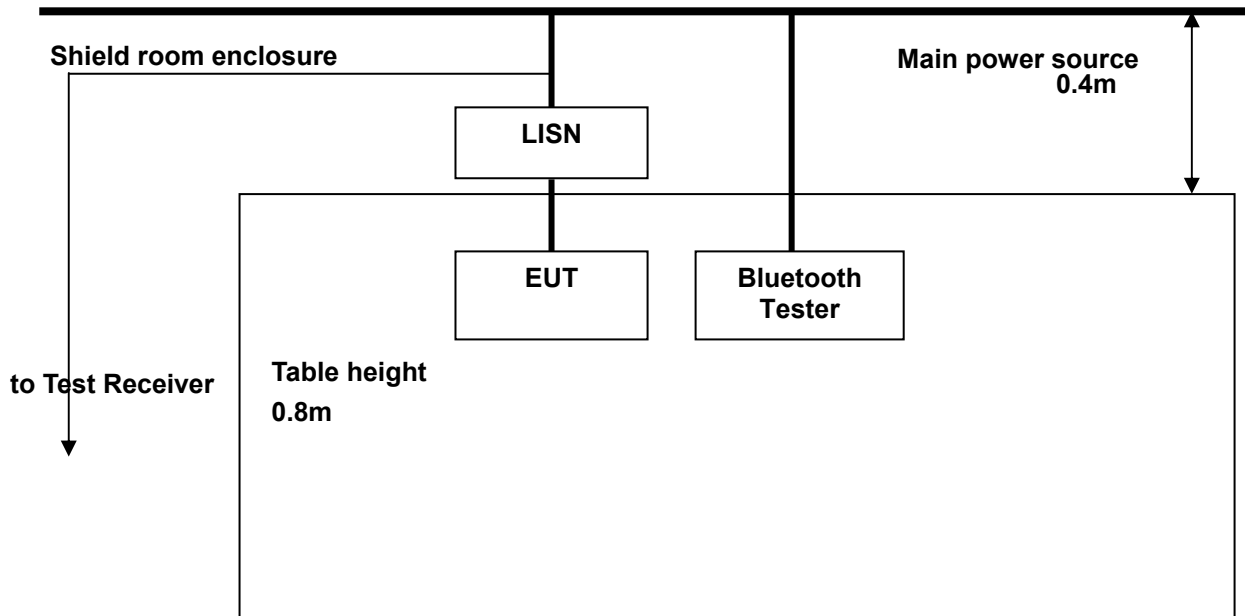 Shield room enclosure
Main power source
0.4m
LISN
EUT
Bluetooth
Tester
Table height
0.8m
to Test Receiver